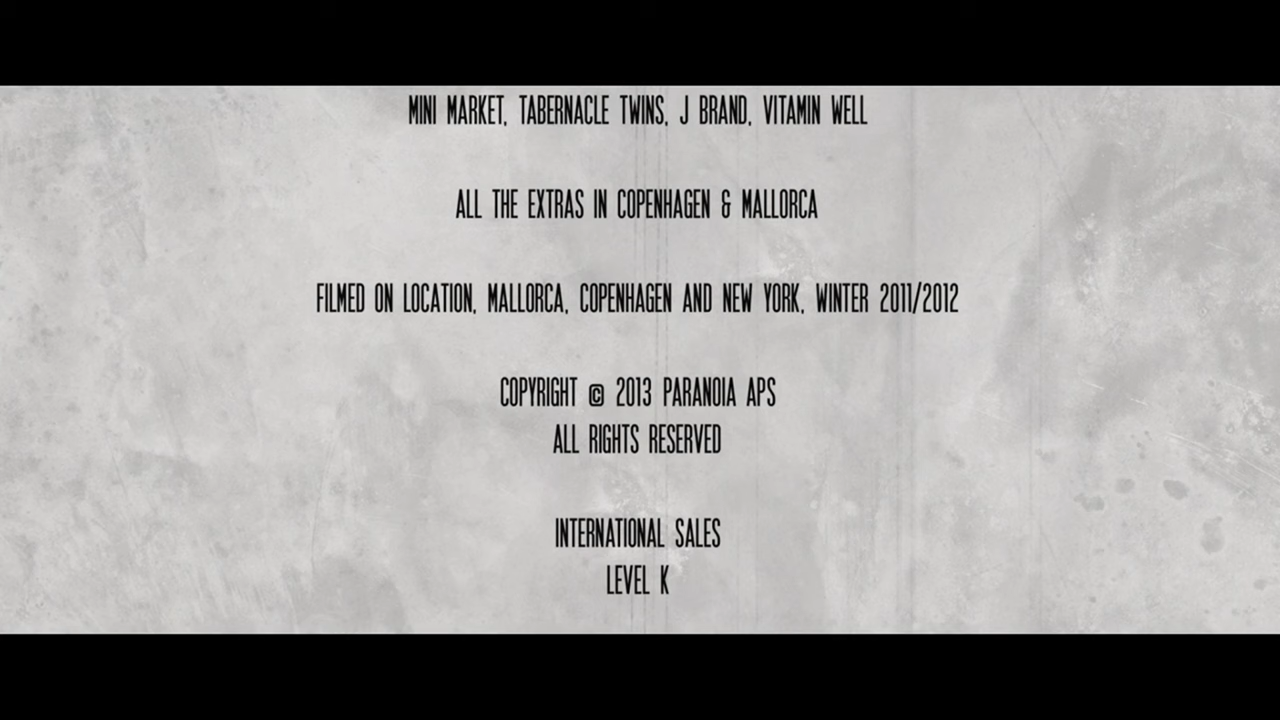 MINI MARKET, TABERNACLE TWINS, J BRAND, VITAMIN WELL
ALL THE EXTRAS IN COPENHAGEN & MALLORCA
FILMED ON LOCATION, MALLORCA, COPENHAGEN AND NEW YORK, WINTER 2011/2012
COPYRIGHT © 2013 PARANOIA APS
ALL RIGHTS RESERVED
INTERNATIONAL SALES
LEVEL K